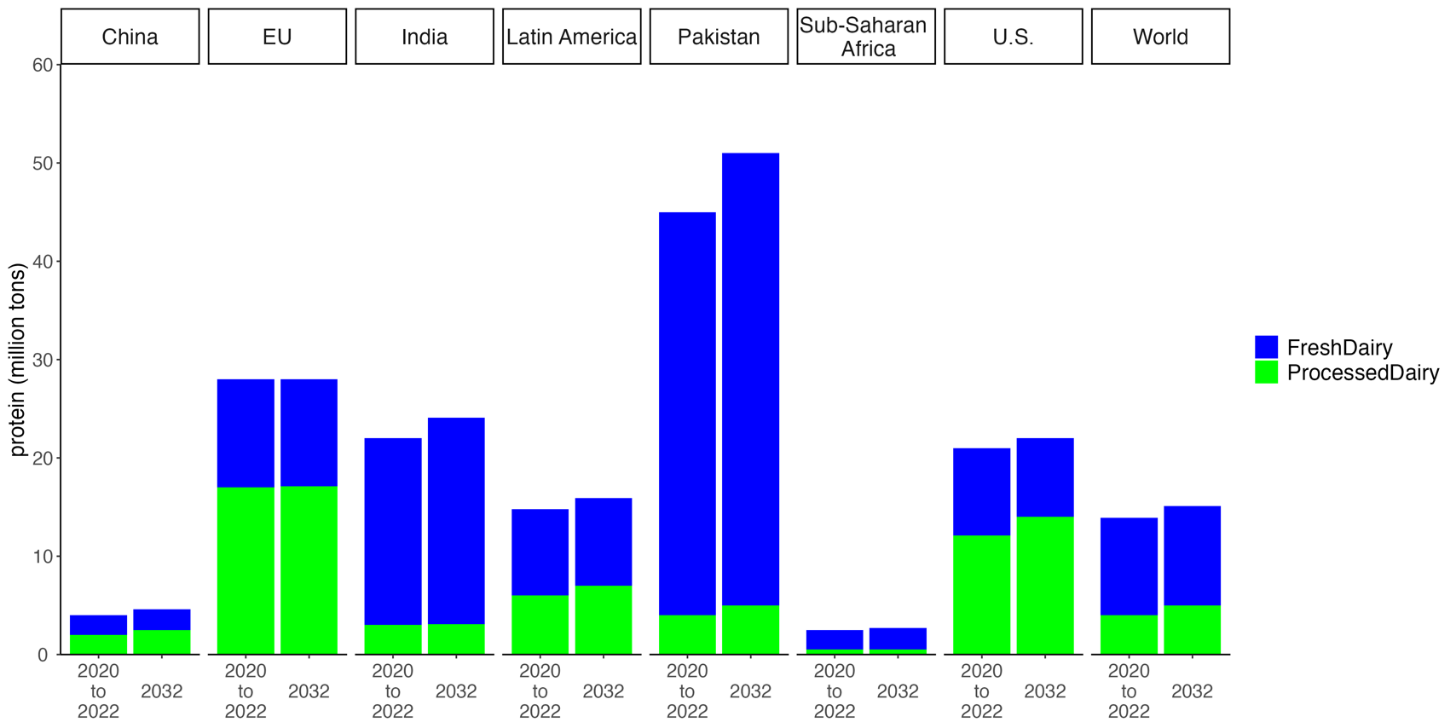 China
EU
India
Latin America
Pakistan
Sub-Saharan
Africa
U.S.
World
protein (million tons)
60
50
40
30
20
10
0
2020
to
2022
2032
2020
to
2022
2032
2020
to
2022
2032
2020
to
2022
2032
2020
to
2022
2032
2020
to
2022
2032
2020
to
2022
2032
2020
to
2022
2032
FreshDairy
ProcessedDairy